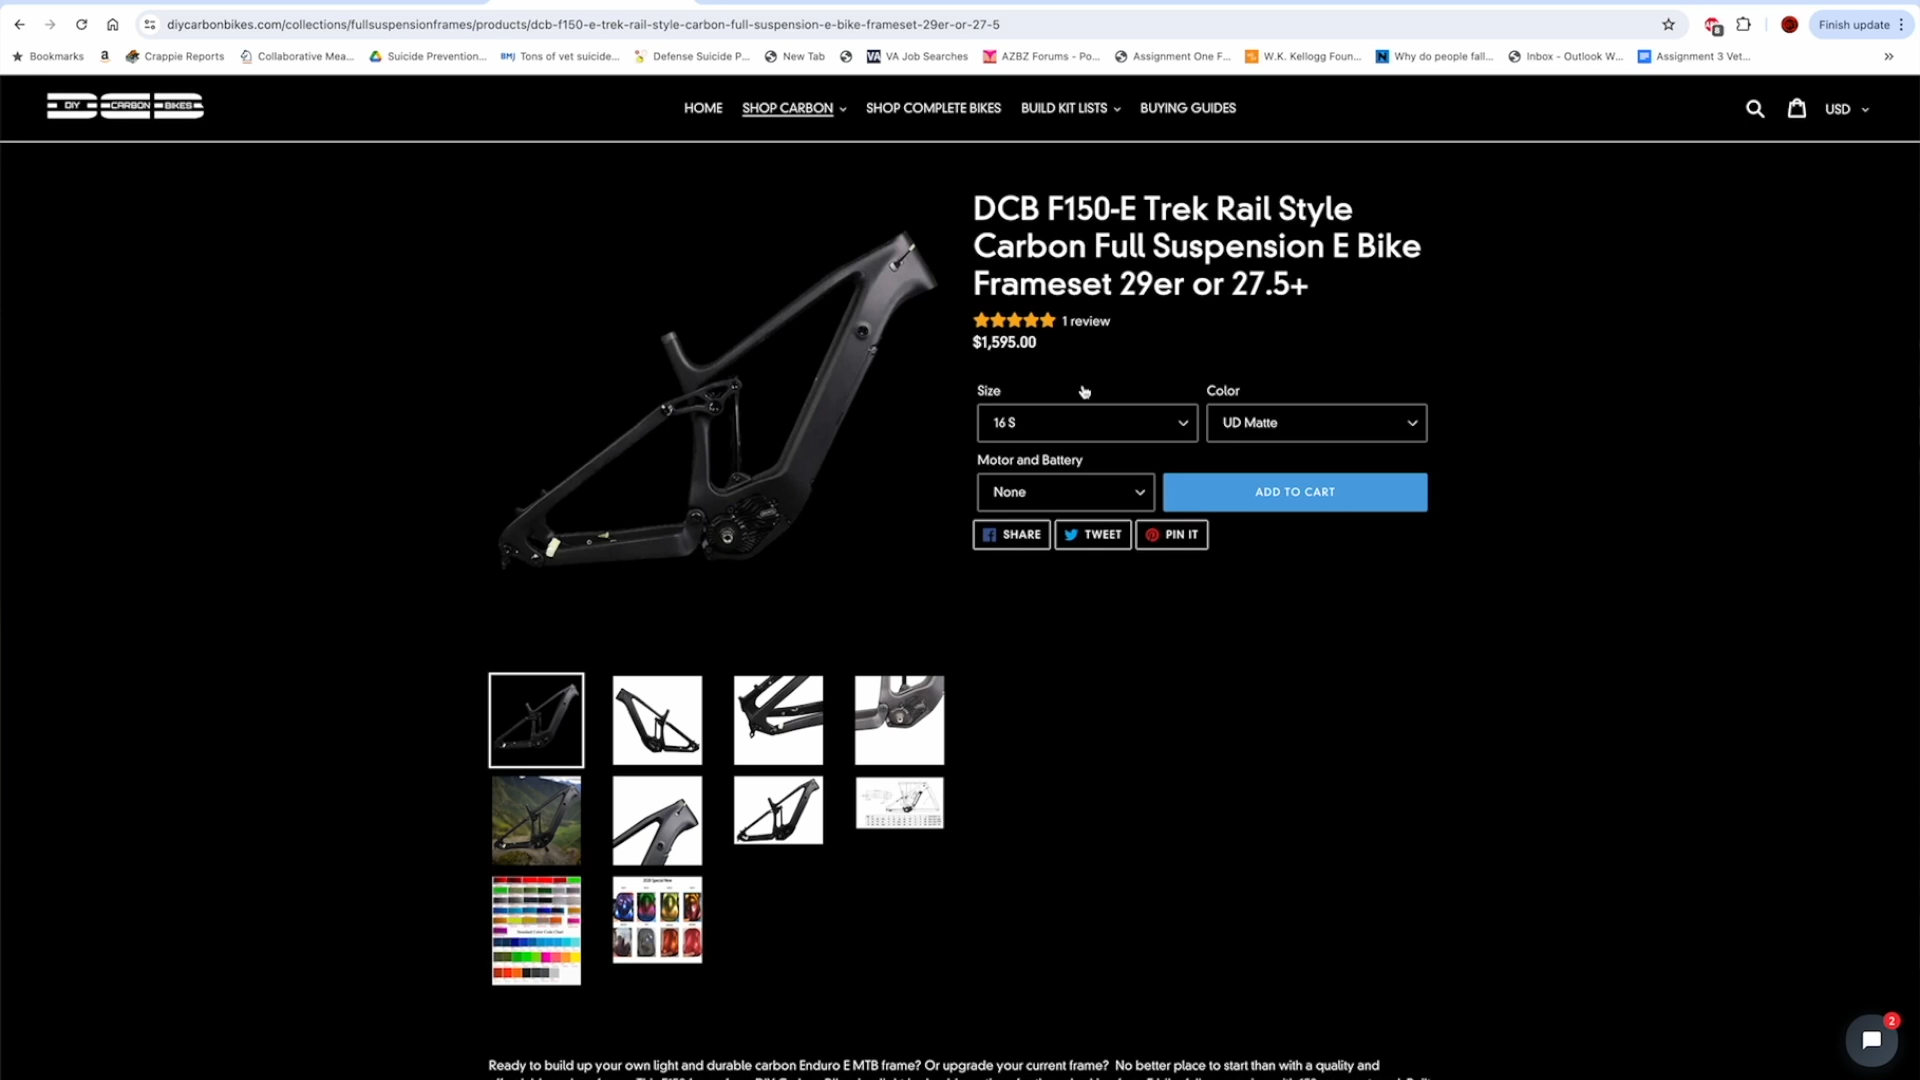 diycarbonbikes.com/collections/fullsuspensionframes/products/dcb-f150-e-trek-rail-style-carbon-full-suspension-e-bike-frameset-29er-or-27-5
Finish update
Bookmarks Crappie Reports Collaborative Mea... Suicide Prevention... BMJ Tons of vet suicide... Defense Suicide P... New Tab VA VA Job Searches AZBZ Forums - Po... Assignment One F... W.K. Kellogg Foun... N Why do people fall... Inbox - Outlook W... Assignment 3 Vet... »
DIY CARBON BIKES
HOME SHOP CARBON SHOP COMPLETE BIKES BUILD KIT LISTS BUYING GUIDES USD
DCB F150-E Trek Rail Style
Carbon Full Suspension E Bike
Frameset 29er or 27.5+
1 review
$1,595.00
Size Color
16 S UD Matte
Motor and Battery
None ADD TO CART
SHARE TWEET PIN IT
2
Ready to build up your own light and durable carbon Enduro E MTB frame? Or upgrade your current frame? No better place to start than with a quality and